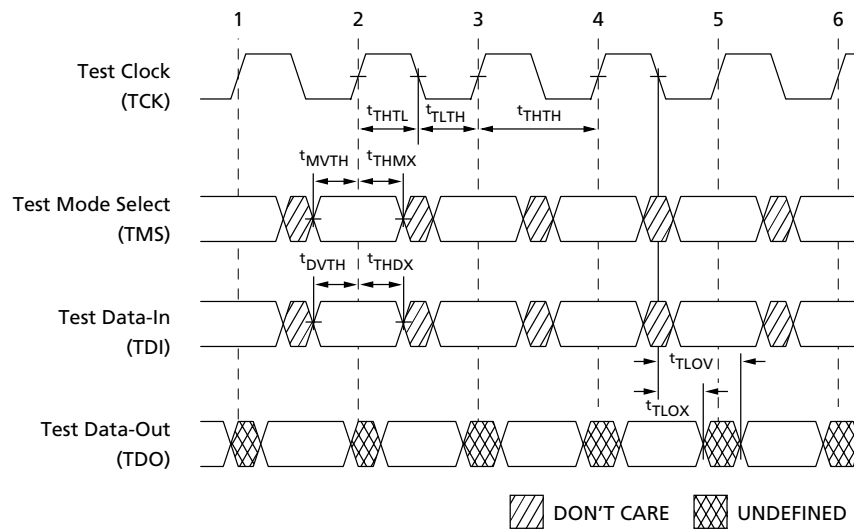 1 2 3 4 5 6
Test Clock
(TCK)
tTHTL tTLTH tTHTH
tMVTH tTHMX
Test Mode Select
(TMS)
tDVTH tTHDX
Test Data-In
(TDI)
tTLOV
tTLOX
Test Data-Out
(TDO)
DON'T CARE UNDEFINED